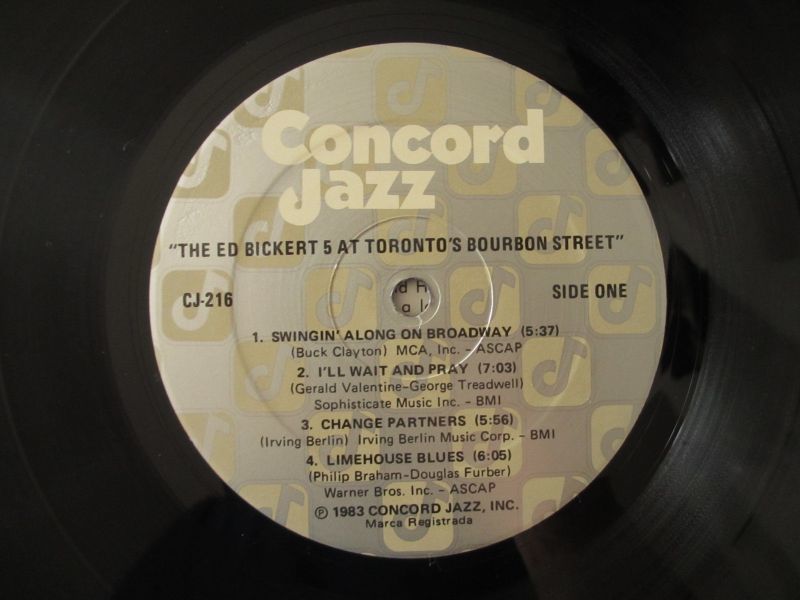 Concord
Jazz
"THE ED BICKERT 5 AT TORONTO'S BOURBON STREET"
CJ-216
SIDE ONE
1. SWINGIN' ALONG ON BROADWAY (5:37)
(Buck Clayton) MCA, Inc. – ASCAP
2. I'LL WAIT AND PRAY (7:03)
(Gerald Valentine-George Treadwell)
Sophisticate Music Inc. – BMI
3. CHANGE PARTNERS (5:56)
(Irving Berlin) Irving Berlin Music Corp. – BMI
4. LIMEHOUSE BLUES (6:05)
(Philip Braham-Douglas Furber)
Warner Bros. Inc. – ASCAP
℗ 1983 CONCORD JAZZ, INC.
Marca Registrada